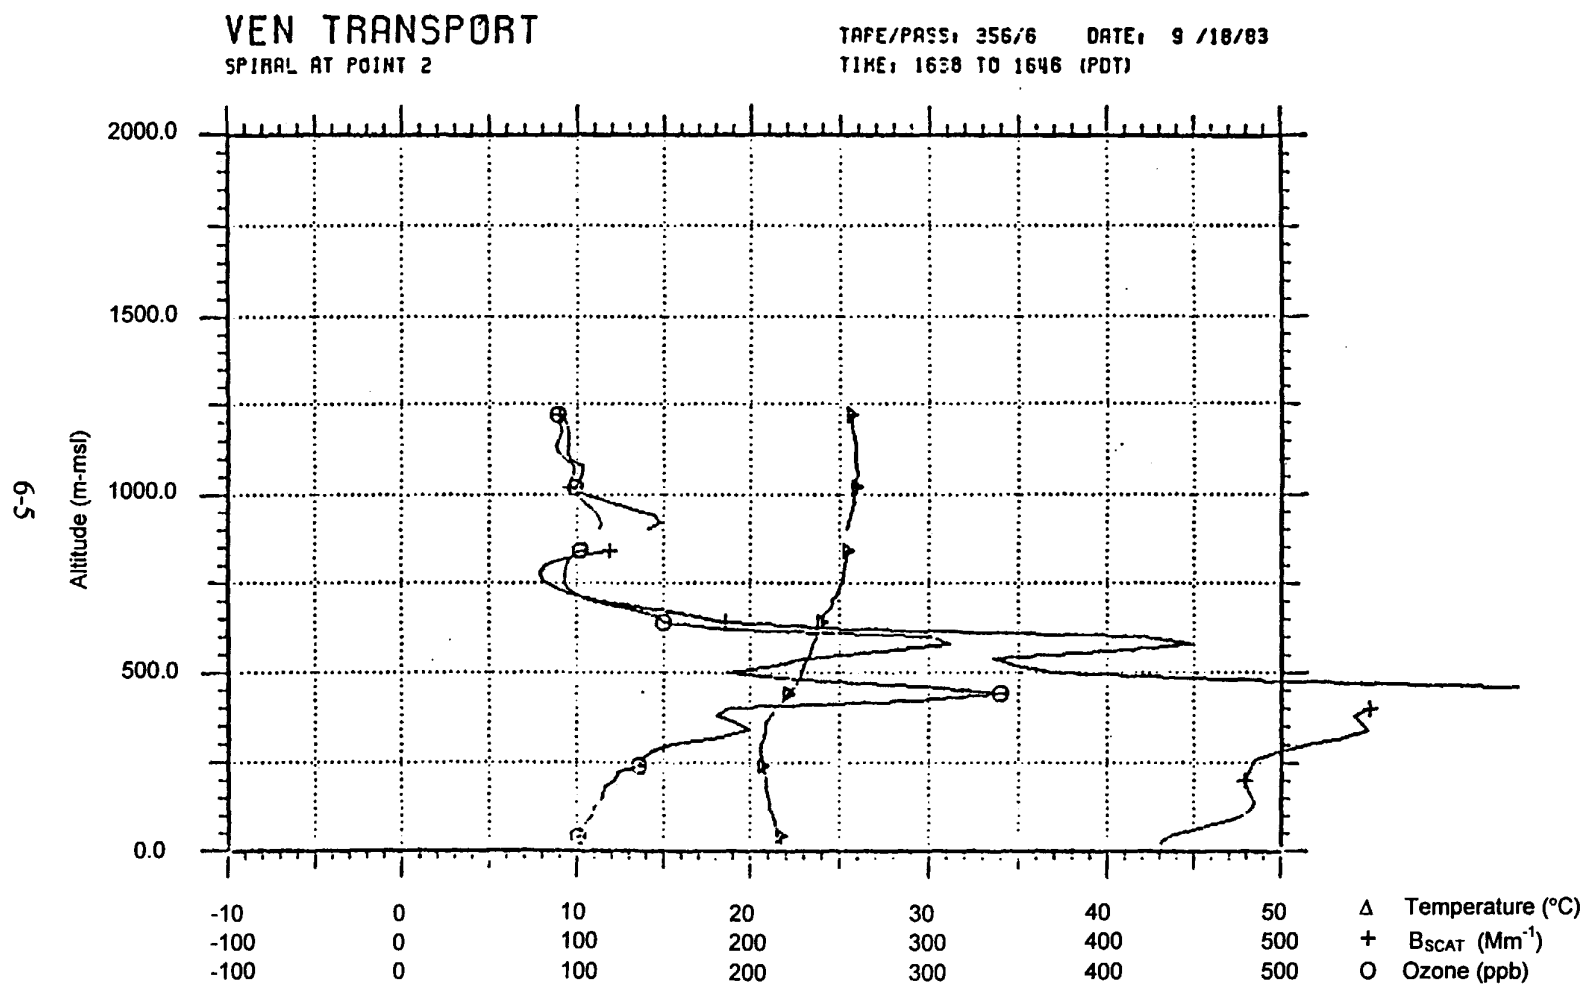 VEN TRANSPORT
SPIRAL AT POINT 2
TAPE/PASS: 356/6 DATE: 9 /18/83
TIME: 1638 TO 1646 (PDT)
2000.0
1500.0
1000.0
500.0
0.0
Altitude (m-msl)
6-5
-10 0 10 20 30 40 50 Δ Temperature (°C)
-100 0 100 200 300 400 500 + BSCAT (Mm-1)
-100 0 100 200 300 400 500 O Ozone (ppb)